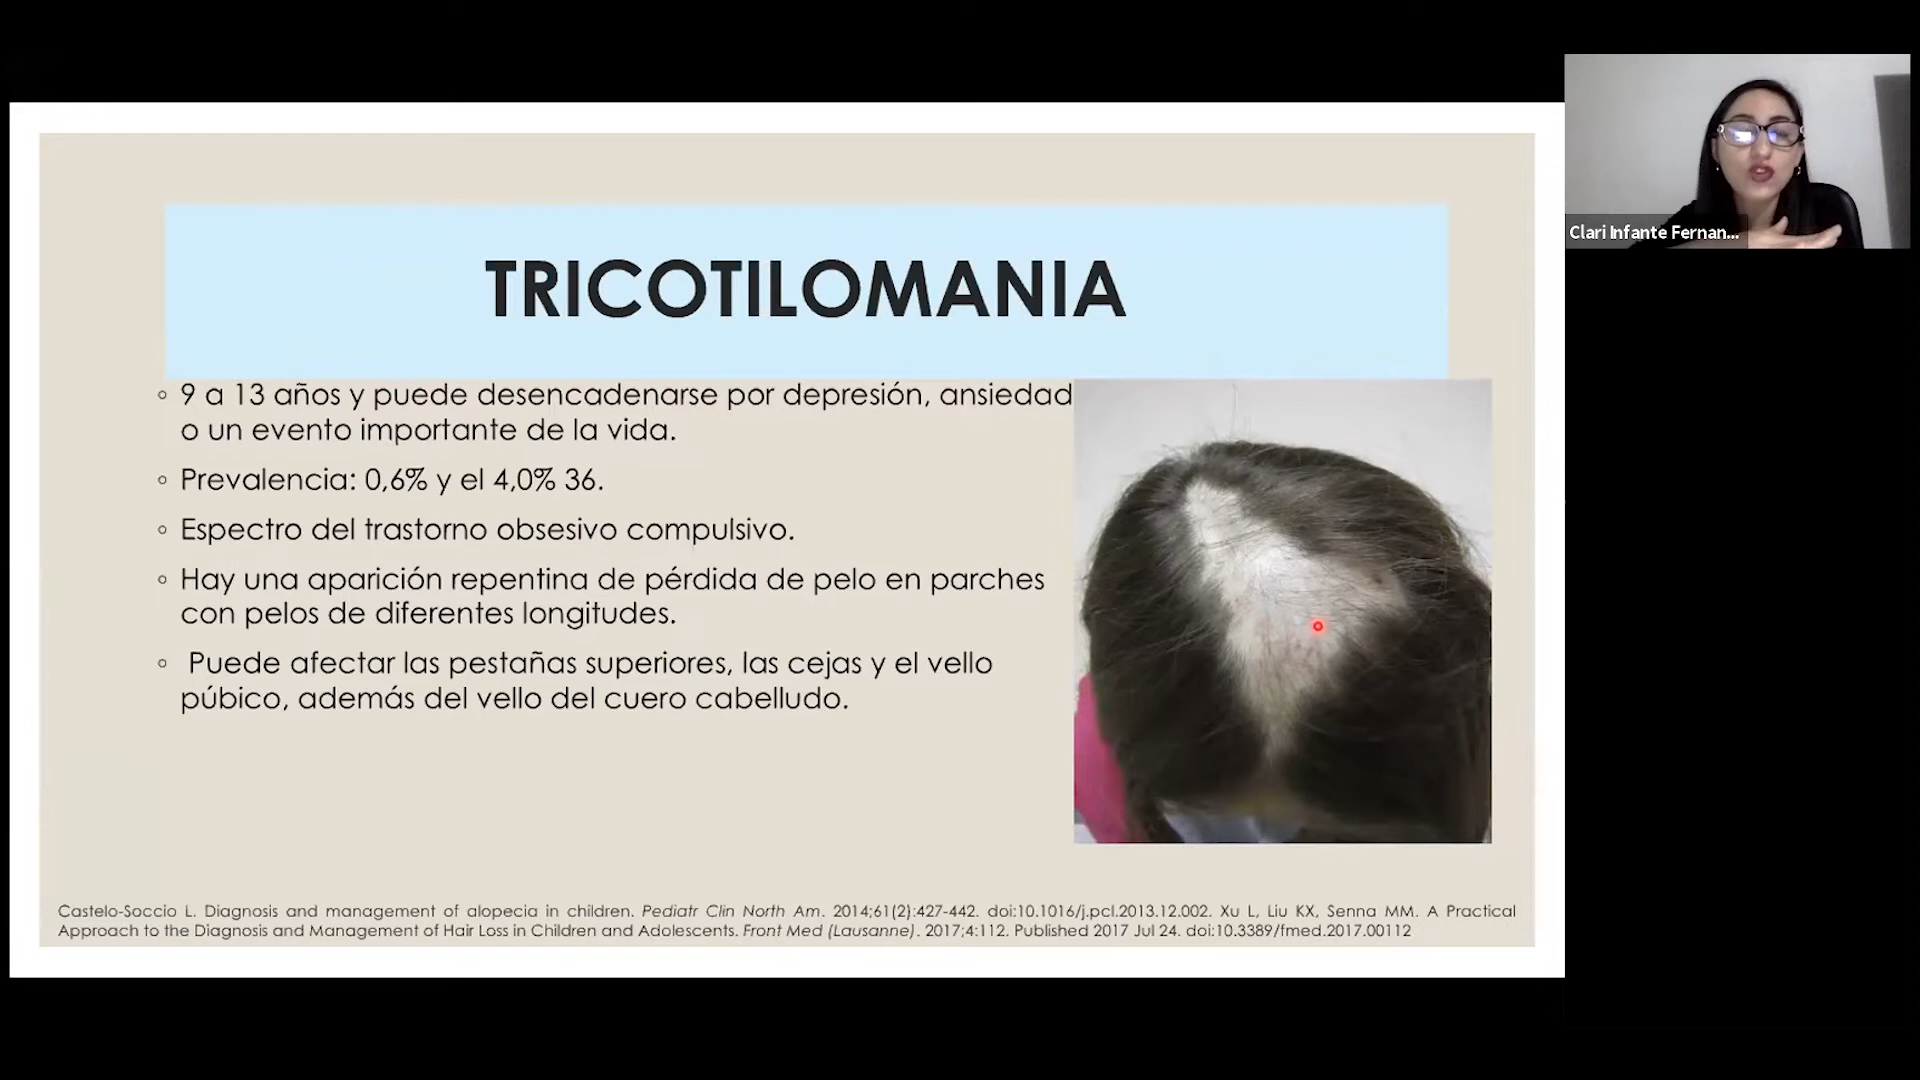 TRICOTILOMANIA
◦ 9 a 13 años y puede desencadenarse por depresión, ansiedad
o un evento importante de la vida.
◦ Prevalencia: 0,6% y el 4,0% 36.
◦ Espectro del trastorno obsesivo compulsivo.
◦ Hay una aparición repentina de pérdida de pelo en parches
con pelos de diferentes longitudes.
◦ Puede afectar las pestañas superiores, las cejas y el vello
púbico, además del vello del cuero cabelludo.
Castelo-Soccio L. Diagnosis and management of alopecia in children. Pediatr Clin North Am. 2014;61(2):427-442. doi:10.1016/j.pcl.2013.12.002. Xu L, Liu KX, Senna MM. A Practical
Approach to the Diagnosis and Management of Hair Loss in Children and Adolescents. Front Med (Lausanne). 2017;4:112. Published 2017 Jul 24. doi:10.3389/fmed.2017.00112
Clari Infante Fernan...